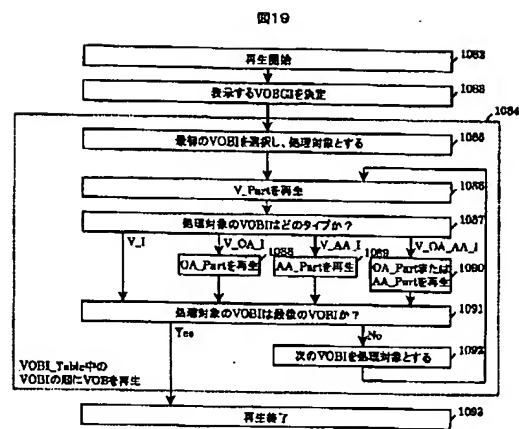 図19
再生開始
1082
表示するVOBGIを決定
1083
1084
最初のVOBIを選択し、処理対象とする
V_Partを再生
1086
処理対象のVOBIはどのタイプか?
1087
V_I
V_OA_I
V_AA_I
V_OA_AA_I
1088
1089
OA_Partを再生
AA_Partを再生
OA_Partまたは
AA_Partを再生
1090
処理対象のVOBIは最後のVOBIか?
1091
Yes
No
次のVOBIを処理対象とする
1092
VOBI_Table中の
VOBIの順にVOBを再生
再生終了
1093